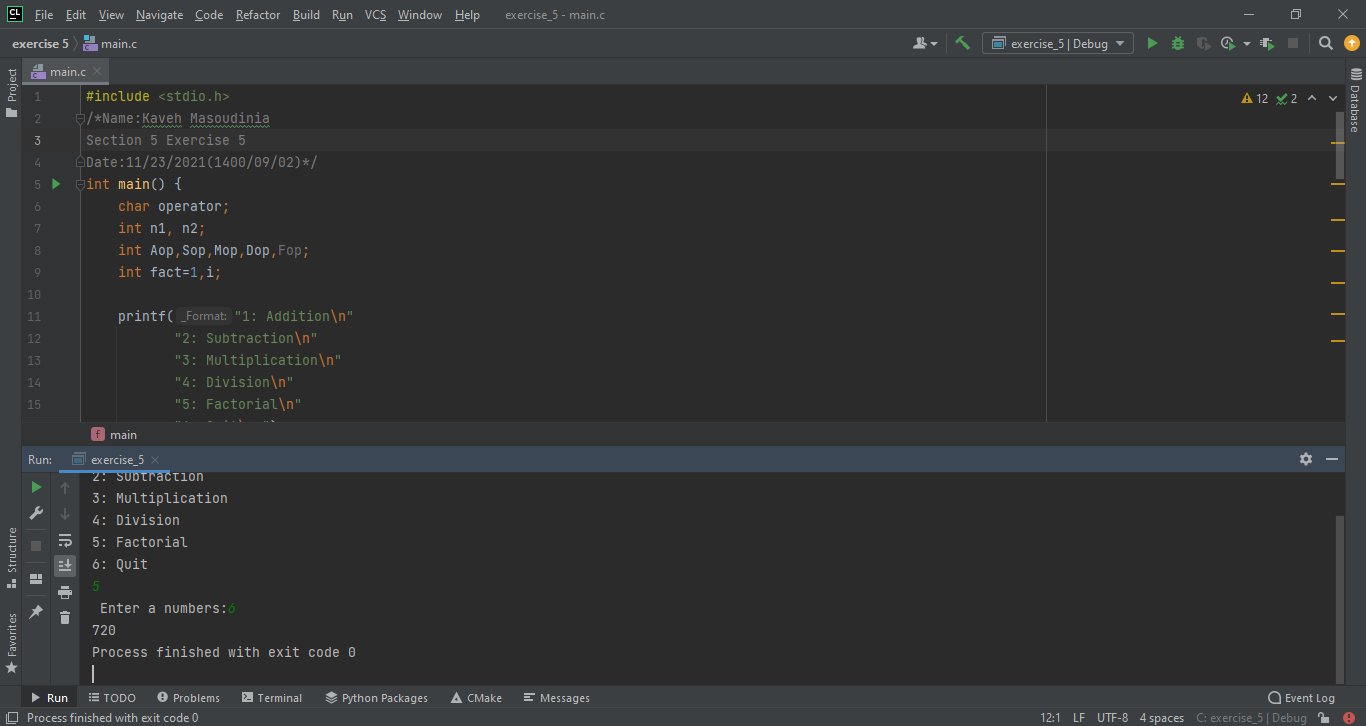 CL File Edit View Navigate Code Refactor Build Run VCS Window Help exercise_5 - main.c
exercise 5 main.c exercise_5 | Debug
main.c
Project
Database
12 2
1 #include <stdio.h>
2 /*Name:Kaveh Masoudinia
3 Section 5 Exercise 5
4 Date:11/23/2021(1400/09/02)*/
5 int main() {
6 char operator;
7 int n1, n2;
8 int Aop,Sop,Mop,Dop,Fop;
9 int fact=1,i;
10
11 printf( _Format: "1: Addition\n"
12 "2: Subtraction\n"
13 "3: Multiplication\n"
14 "4: Division\n"
15 "5: Factorial\n"
f main
Run: exercise_5
2: Subtraction
3: Multiplication
4: Division
5: Factorial
6: Quit
5
Enter a numbers:6
720
Process finished with exit code 0
Structure
Favorites
Run TODO Problems Terminal Python Packages CMake Messages Event Log
Process finished with exit code 0 12:1 LF UTF-8 4 spaces C: exercise_5 | Debug